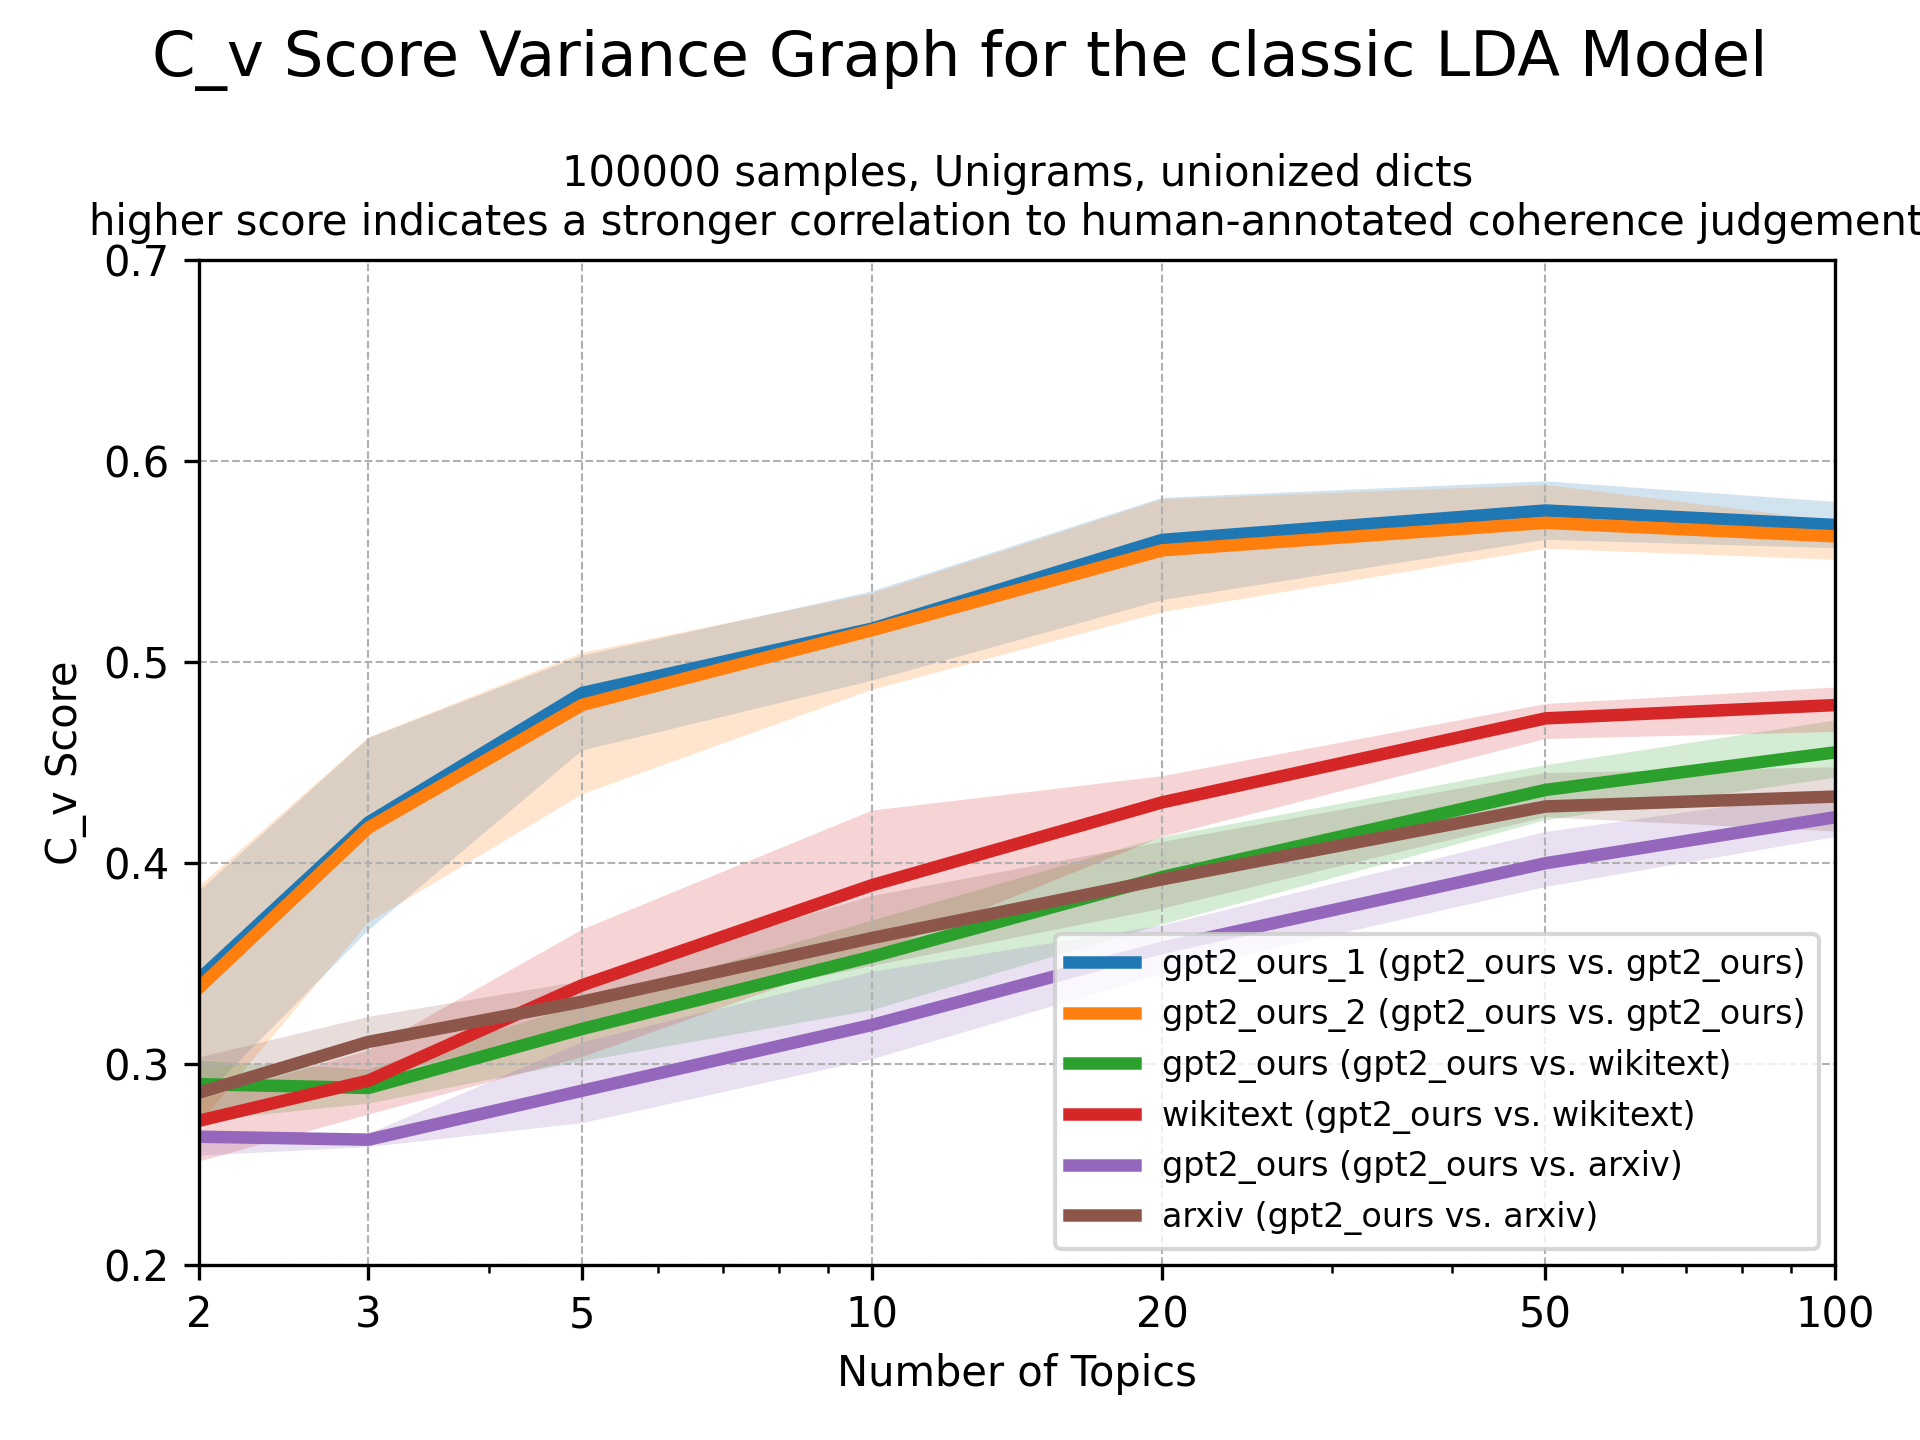 C_v Score Variance Graph for the classic LDA Model
100000 samples, Unigrams, unionized dicts
higher score indicates a stronger correlation to human-annotated coherence judgement
0.7
0.6
0.5
0.4
0.3
0.2
C_v Score
gpt2_ours_1 (gpt2_ours vs. gpt2_ours)
gpt2_ours_2 (gpt2_ours vs. gpt2_ours)
gpt2_ours (gpt2_ours vs. wikitext)
wikitext (gpt2_ours vs. wikitext)
gpt2_ours (gpt2_ours vs. arxiv)
arxiv (gpt2_ours vs. arxiv)
2 3 5 10 20 50 100
Number of Topics